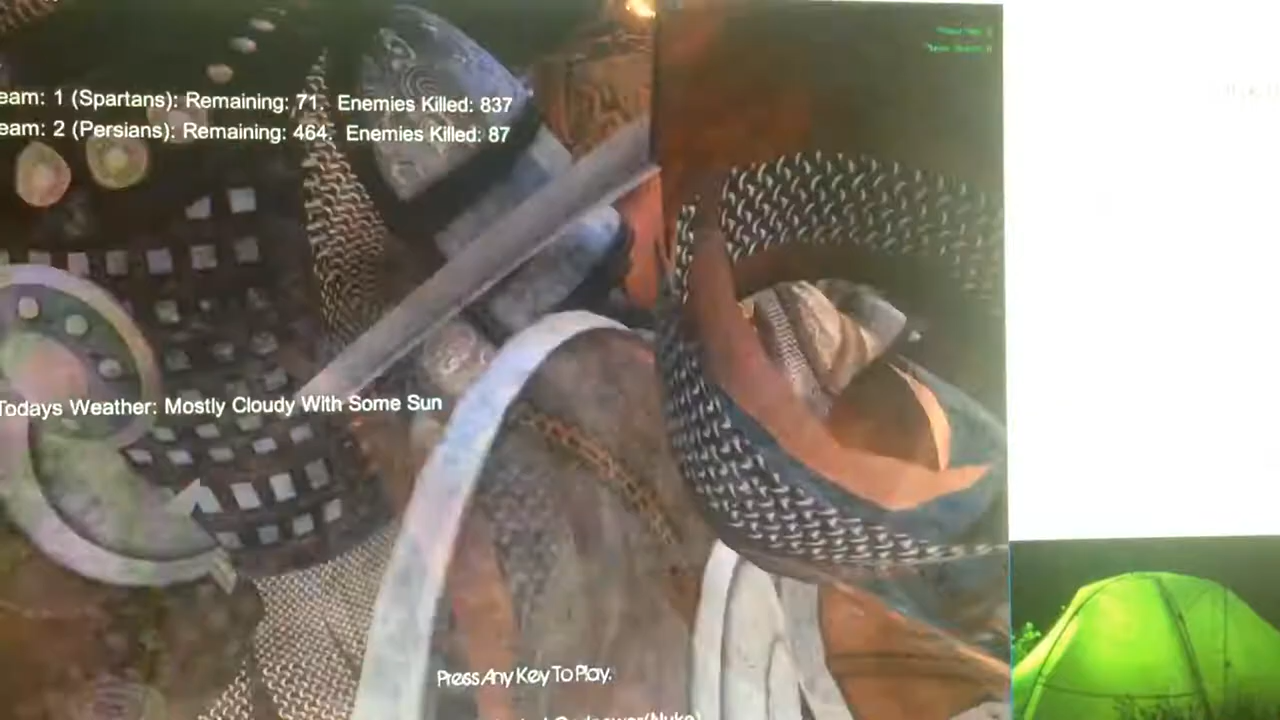 eam: 1 (Spartans): Remaining: 71. Enemies Killed: 837
eam: 2 (Persians): Remaining: 464. Enemies Killed: 87
Todays Weather: Mostly Cloudy With Some Sun
Press Any Key To Play.
(Nuke)